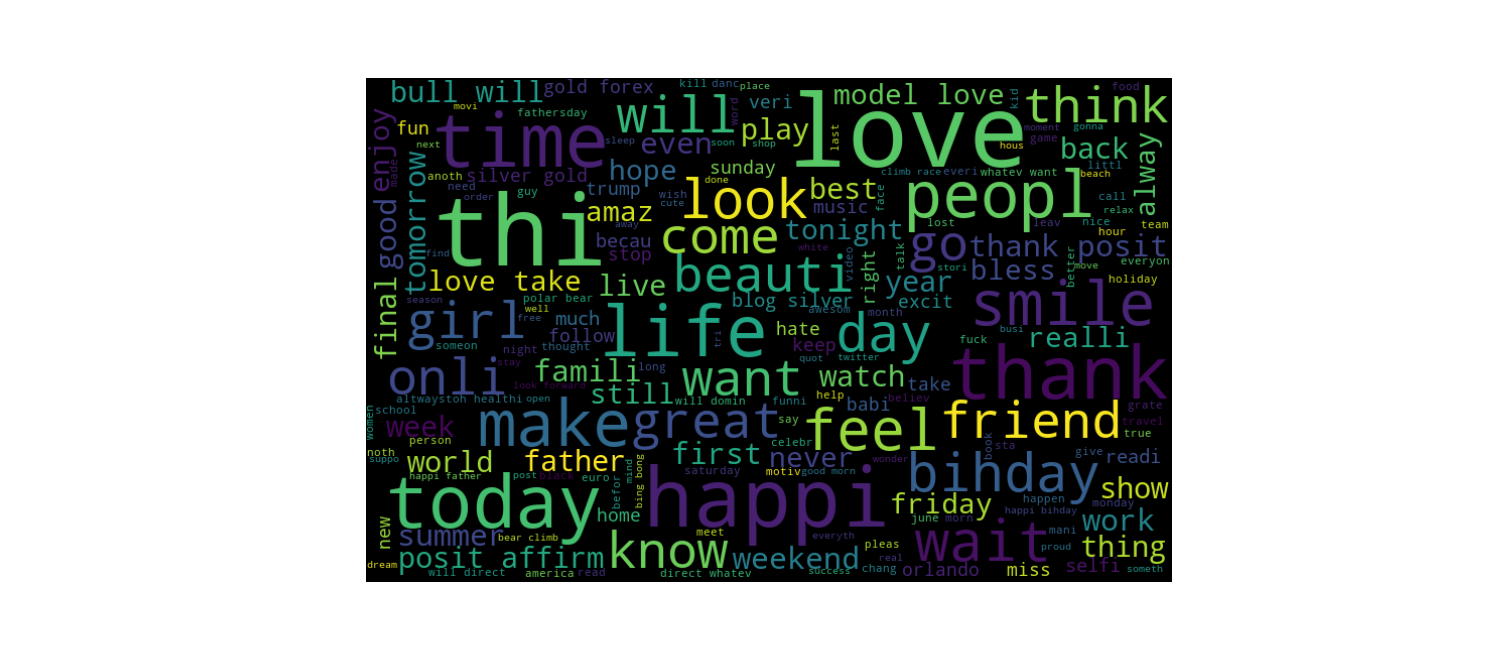 kill danc place
bull will gold forex
love
model love
kid
think
food
movi
fathersday
will
word
veri
moment gonna
time
fun
enjoy
play
last
even
soon shop
sleep
next
hous
game
back
alway
tomorrow
made
anoth
silver gold
hope
sunday
climb race everi whatev want
littl
beach
need
order
guy
trump
wish
cute
done
look
best
face
peopl
call
relax
good
thi
amaz
music
lost
leav
nice
hour
team
becau
stop
away
come
white
tonight
talk
go
thank posit
find
love take
live
beauti
video
right
stori
bless
better
move
everyon
holiday
final
season
polar bear
well
free
blog silver
awesom
year
excit
smile
girl
much
follow
life
tri
hate
month
day
busi
realli
someon
night
thought
keep
fuck
stay
famili
long
quot twitter
watch
thank
onli
look forward
want
take
altwaystoh healthi open
still
will domin
funni
help
babi
believ
school
women
make
great
say
feel
friend
grate
travel
true
week
person
celebr
first
never
book
sta
noth
suppo
world
father
bing bong
mind
saturday
motiv
good morn
wonder
bihday
give
readi
happi father
post
black
euro
befor
happi
friday
happen
happi bihday
monday
show
today
home
june morn
mani
proud
work
new
summer
bear climb
know
meet
everyth
weekend
pleas
real
wait
thing
dream
posit affirm
will direct
america
read
direct whatev
success
chang
orlando
miss
selfi
someth